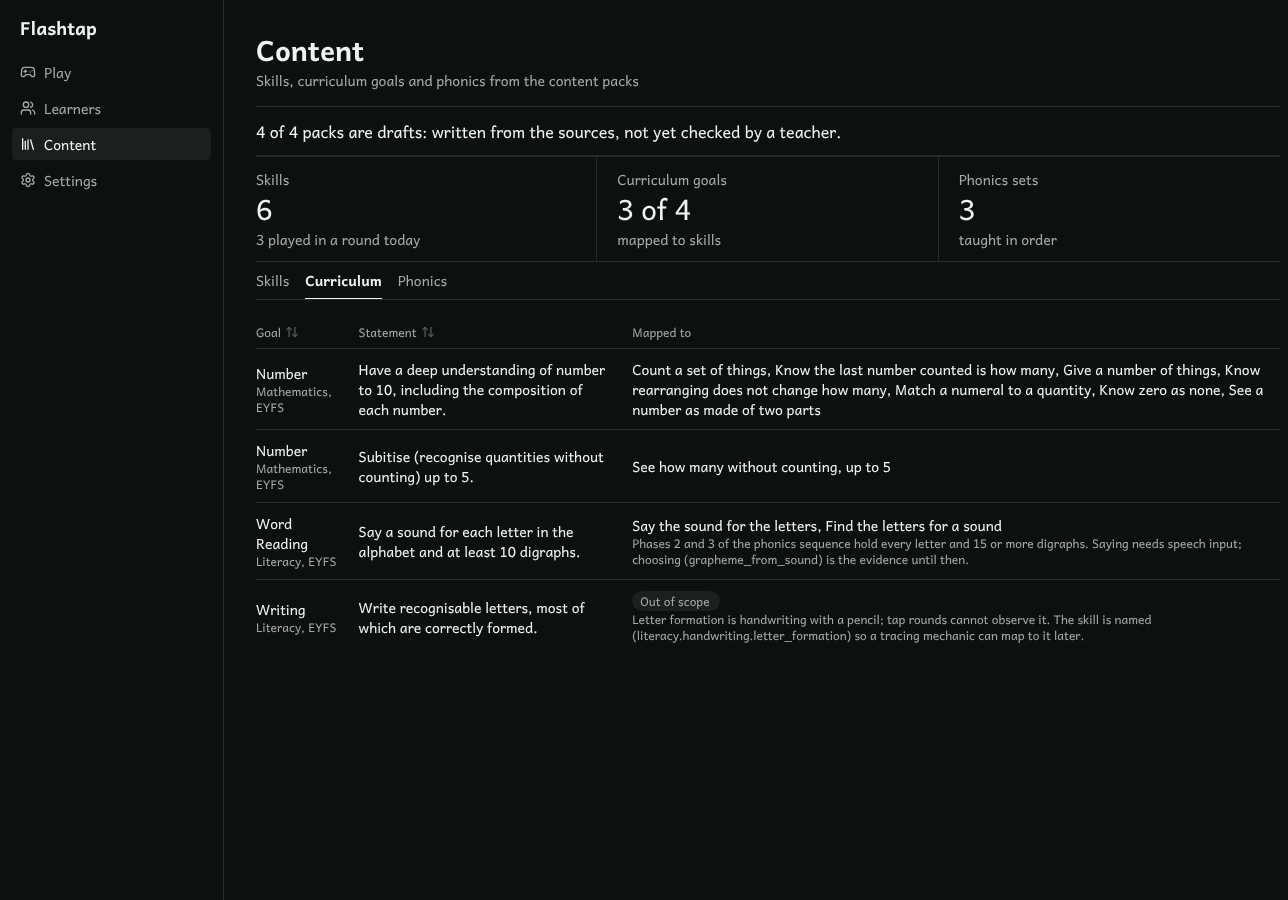 Flashtap
Play
Learners
Content
Settings
Content
Skills, curriculum goals and phonics from the content packs
4 of 4 packs are drafts: written from the sources, not yet checked by a teacher.
Skills
6
3 played in a round today
Curriculum goals
3 of 4
mapped to skills
Phonics sets
3
taught in order
Skills
Curriculum
Phonics
Goal
Statement
Mapped to
Number
Mathematics,
EYFS
Have a deep understanding of number
to 10, including the composition of
each number.
Count a set of things, Know the last number counted is how many, Give a number of things, Know
rearranging does not change how many, Match a numeral to a quantity, Know zero as none, See a
number as made of two parts
Number
Mathematics,
EYFS
Subitise (recognise quantities without
counting) up to 5.
See how many without counting, up to 5
Word
Reading
Literacy, EYFS
Say a sound for each letter in the
alphabet and at least 10 digraphs.
Say the sound for the letters, Find the letters for a sound
Phases 2 and 3 of the phonics sequence hold every letter and 15 or more digraphs. Saying needs speech input;
choosing (grapheme_from_sound) is the evidence until then.
Writing
Literacy, EYFS
Write recognisable letters, most of
which are correctly formed.
Out of scope
Letter formation is handwriting with a pencil; tap rounds cannot observe it. The skill is named
(literacy.handwriting.letter_formation) so a tracing mechanic can map to it later.